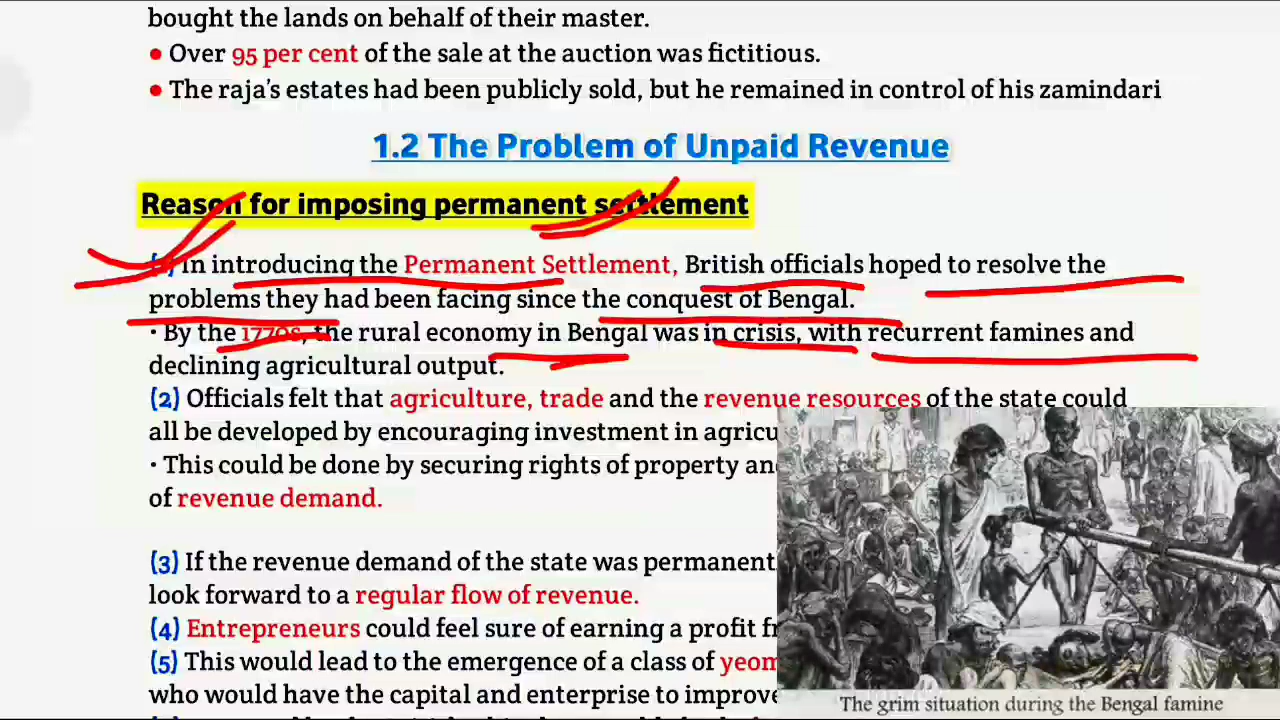 bought the lands on behalf of their master.
• Over 95 per cent of the sale at the auction was fictitious.
• The raja's estates had been publicly sold, but he remained in control of his zamindari
1.2 The Problem of Unpaid Revenue
Reason for imposing permanent settlement
(1) In introducing the Permanent Settlement, British officials hoped to resolve the
problems they had been facing since the conquest of Bengal.
· By the 1770s, the rural economy in Bengal was in crisis, with recurrent famines and
declining agricultural output.
(2) Officials felt that agriculture, trade and the revenue resources of the state could
all be developed by encouraging investment in
· This could be done by securing rights of property
of revenue demand.
(3) If the revenue demand of the state was
look forward to a regular flow of revenue.
(4) Entrepreneurs could feel sure of earning a profit
(5) This would lead to the emergence of a class of
who would have the capital and enterprise to
The grim situation during the Bengal famine